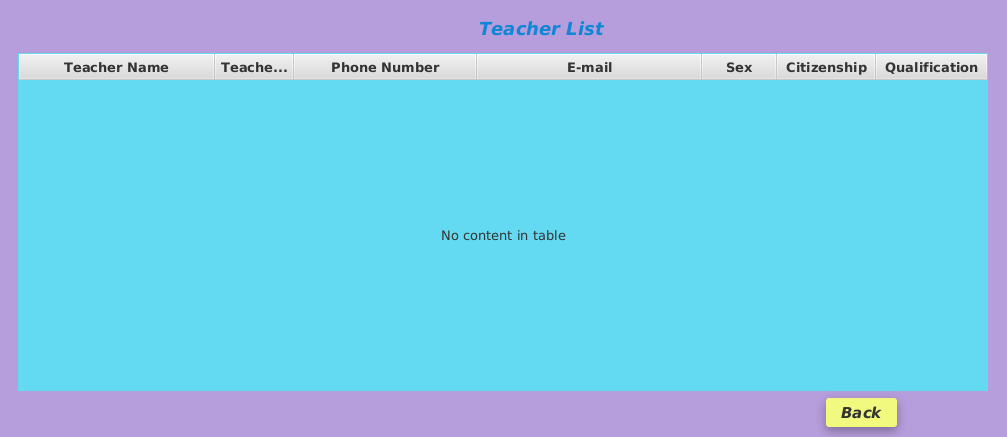 Teacher List
Teacher Name Teache... Phone Number E-mail Sex Citizenship Qualification
No content in table
Back